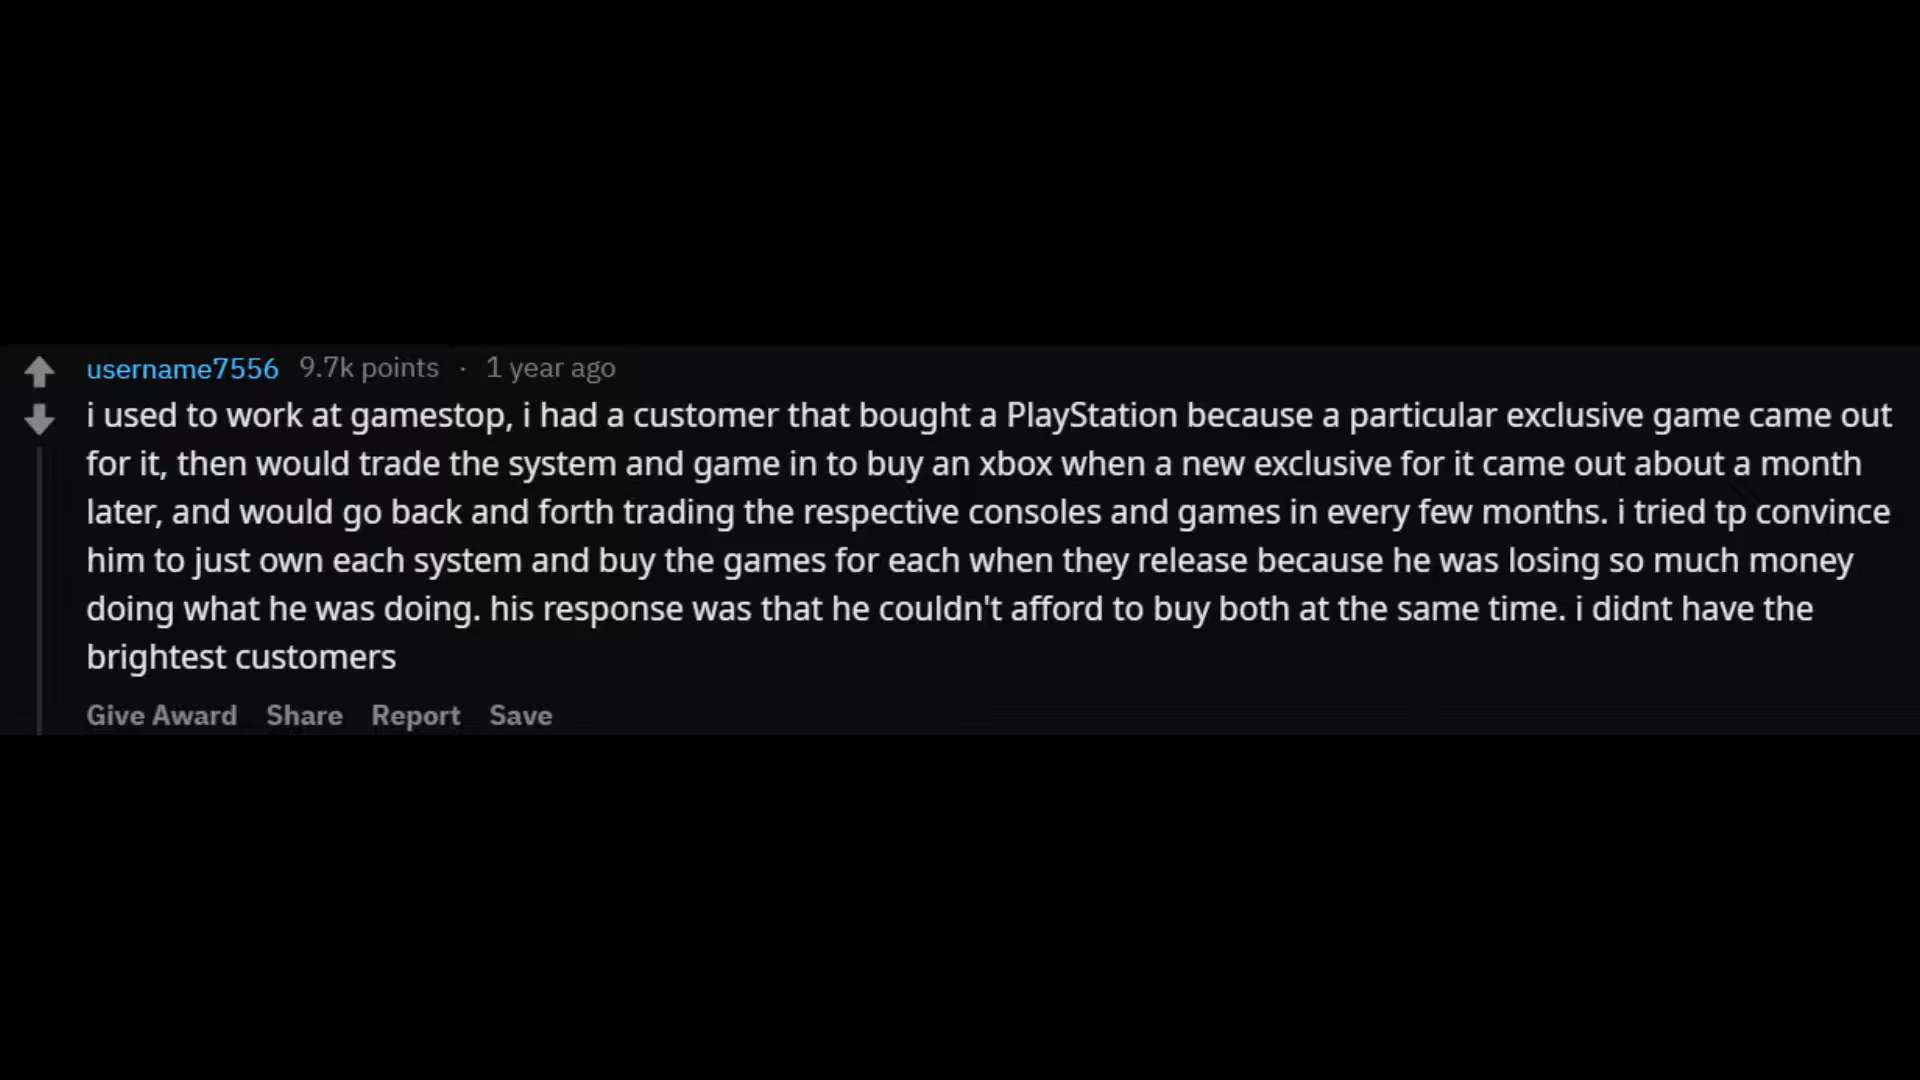 username7556 9.7k points · 1 year ago
i used to work at gamestop, i had a customer that bought a PlayStation because a particular exclusive game came out
for it, then would trade the system and game in to buy an xbox when a new exclusive for it came out about a month
later, and would go back and forth trading the respective consoles and games in every few months. i tried tp convince
him to just own each system and buy the games for each when they release because he was losing so much money
doing what he was doing. his response was that he couldn't afford to buy both at the same time. i didnt have the
brightest customers
Give Award Share Report Save